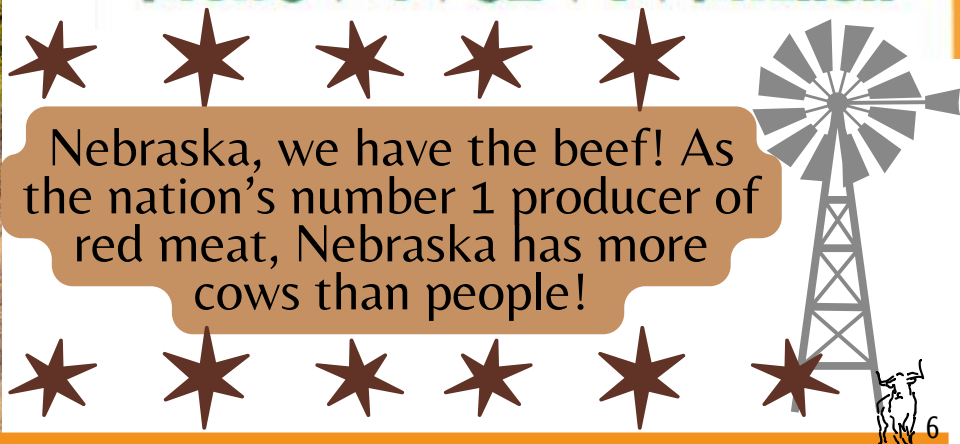 Nebraska, we have the beef! As
the nation's number 1 producer of
red meat, Nebraska has more
cows than people!
6